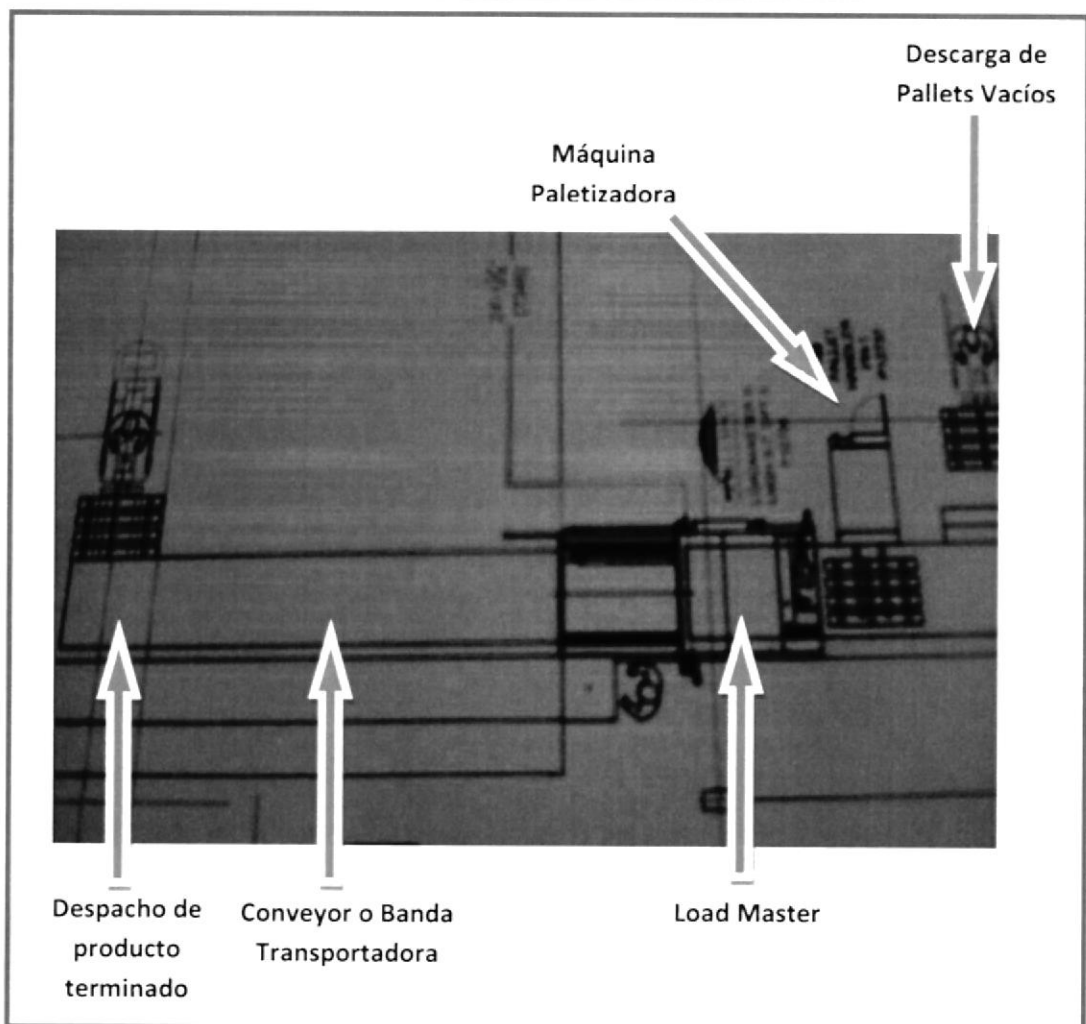 Descarga de
Pallets Vacíos
Máquina
Paletizadora
Despacho de
producto
terminado
Conveyor o Banda
Transportadora
Load Master